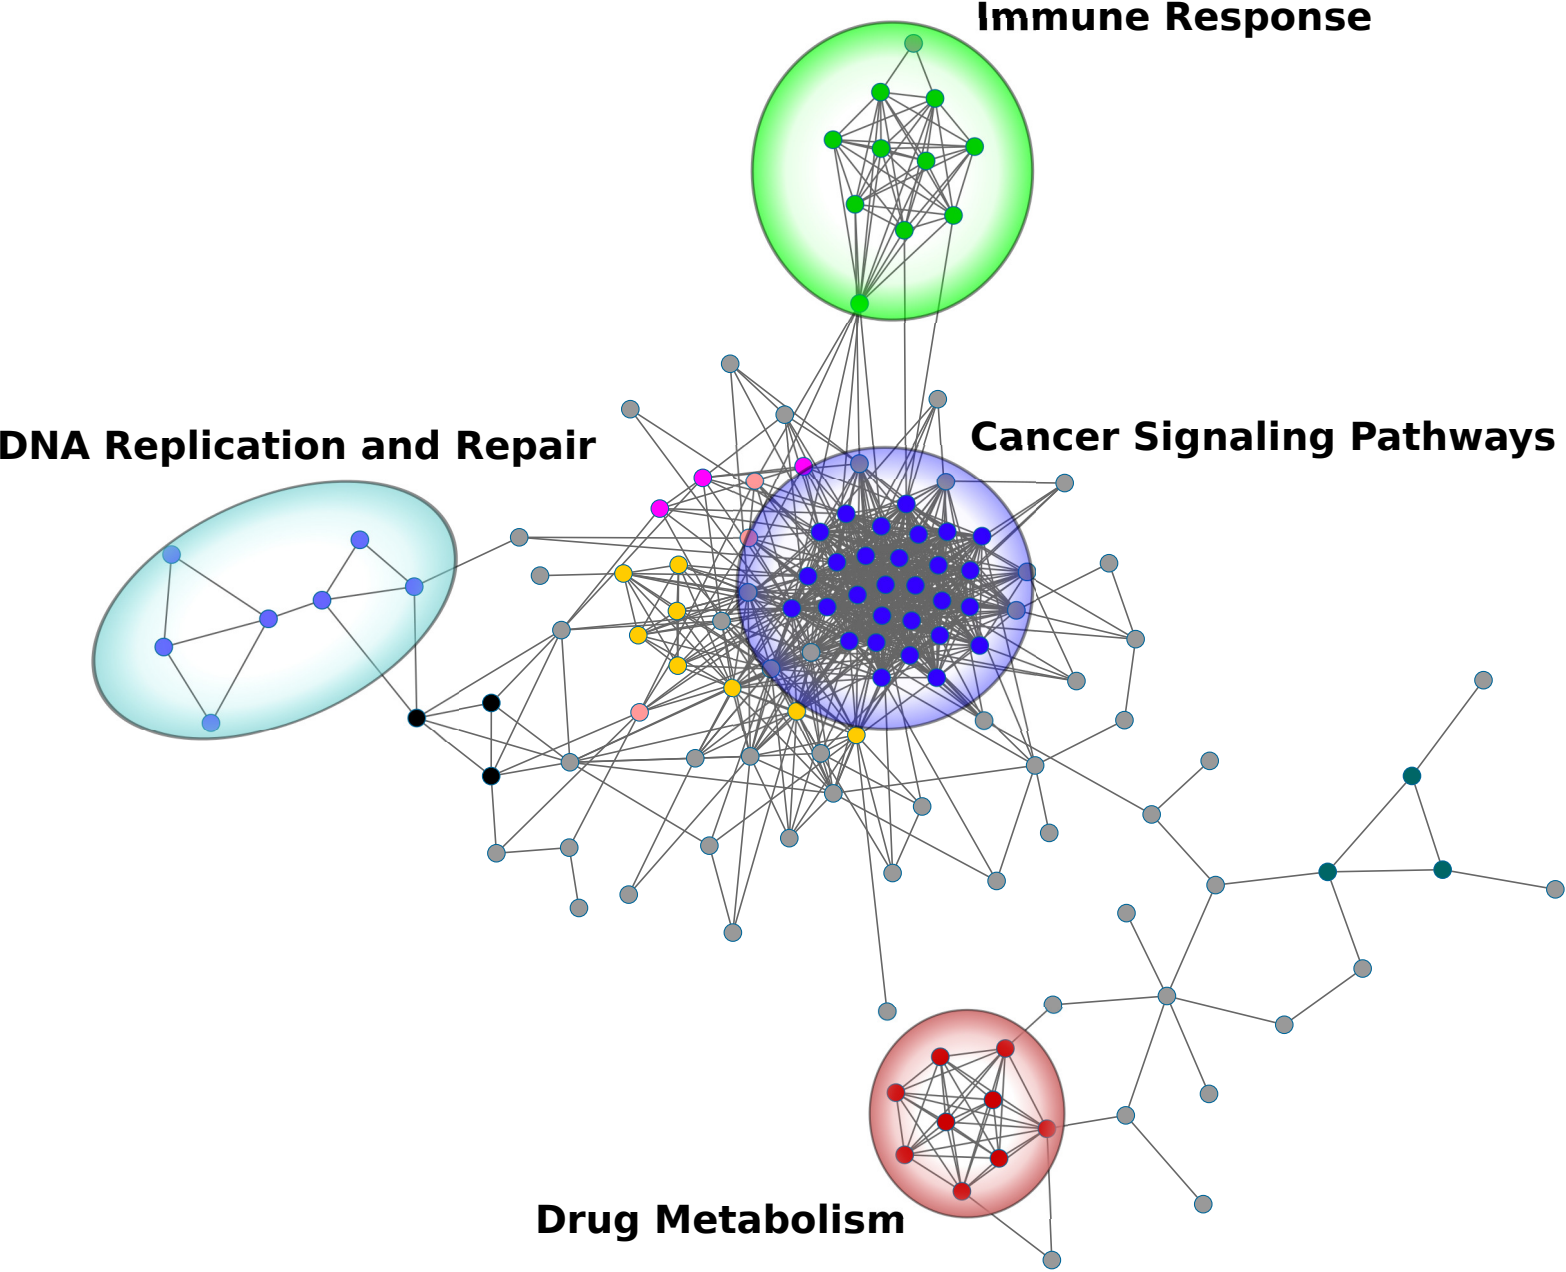 Immune Response
Cancer Signaling Pathways
DNA Replication and Repair
Drug Metabolism